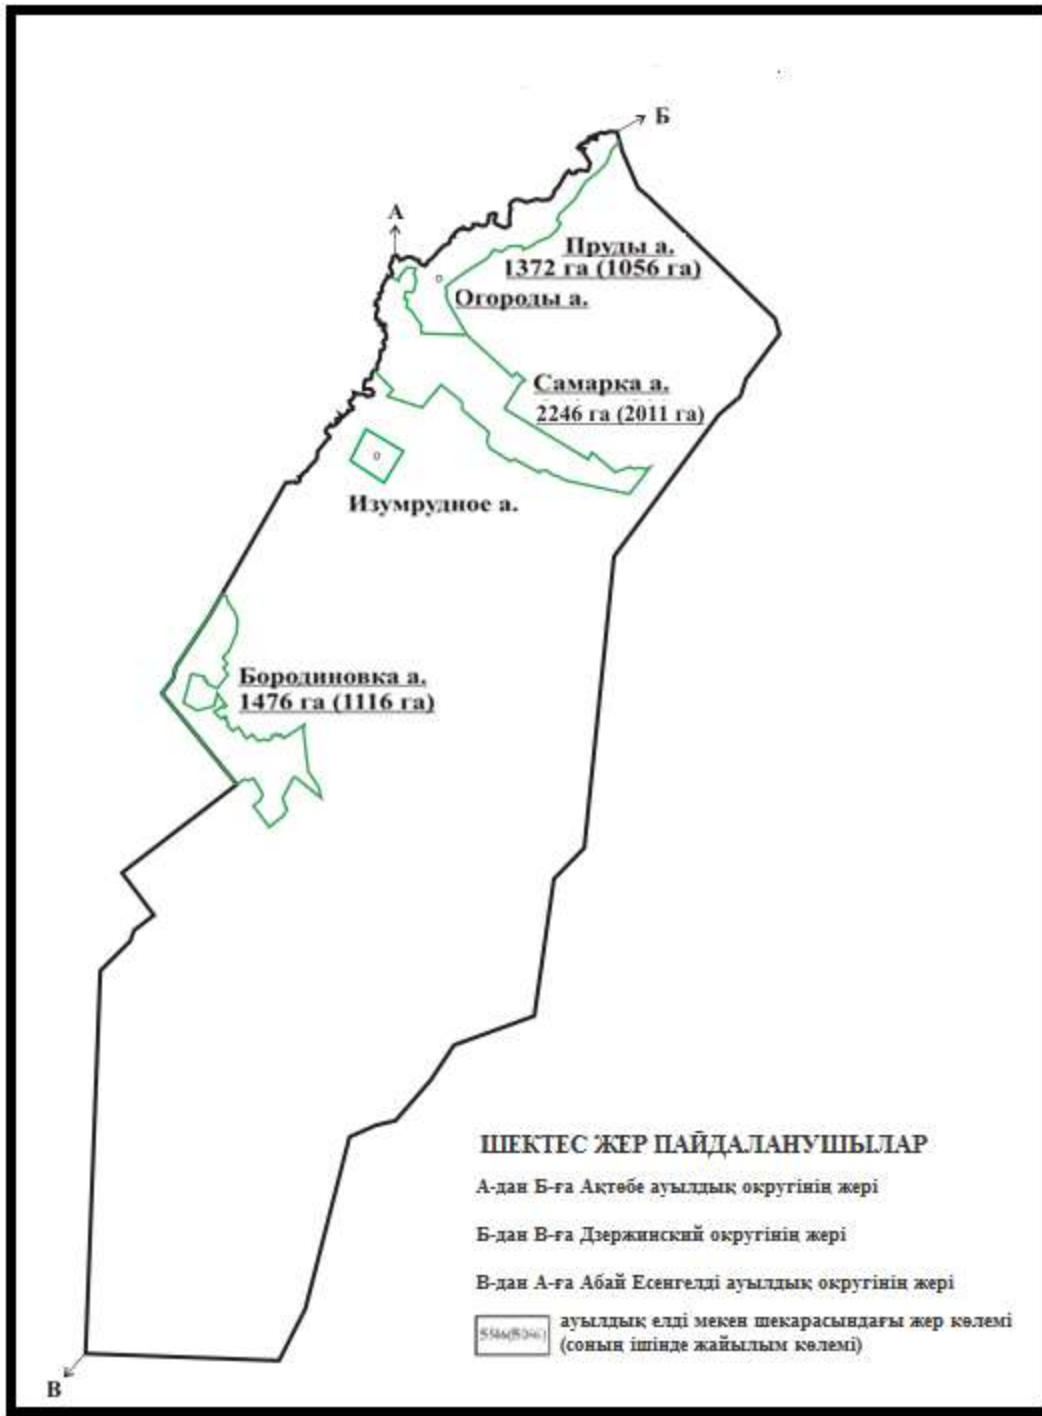 Б
А
Пруды а.
1372 га (1056 га)
Огороды а.
Самарка а.
2246 га (2011 га)
Изумрудное а.
Бородиновка а.
1476 га (1116 га)
ШЕКТЕС ЖЕР ПАЙДАЛАНУШЫЛАР
А-дан Б-ға Ақтөбе ауылдық округінің жері
Б-дан В-ға Дзержинский округінің жері
В-дан А-ға Абай Есенгелді ауылдық округінің жері
ауылдық елді мекен шекарасындағы жер көлемі
(соның ішінде жайылым көлемі)
В